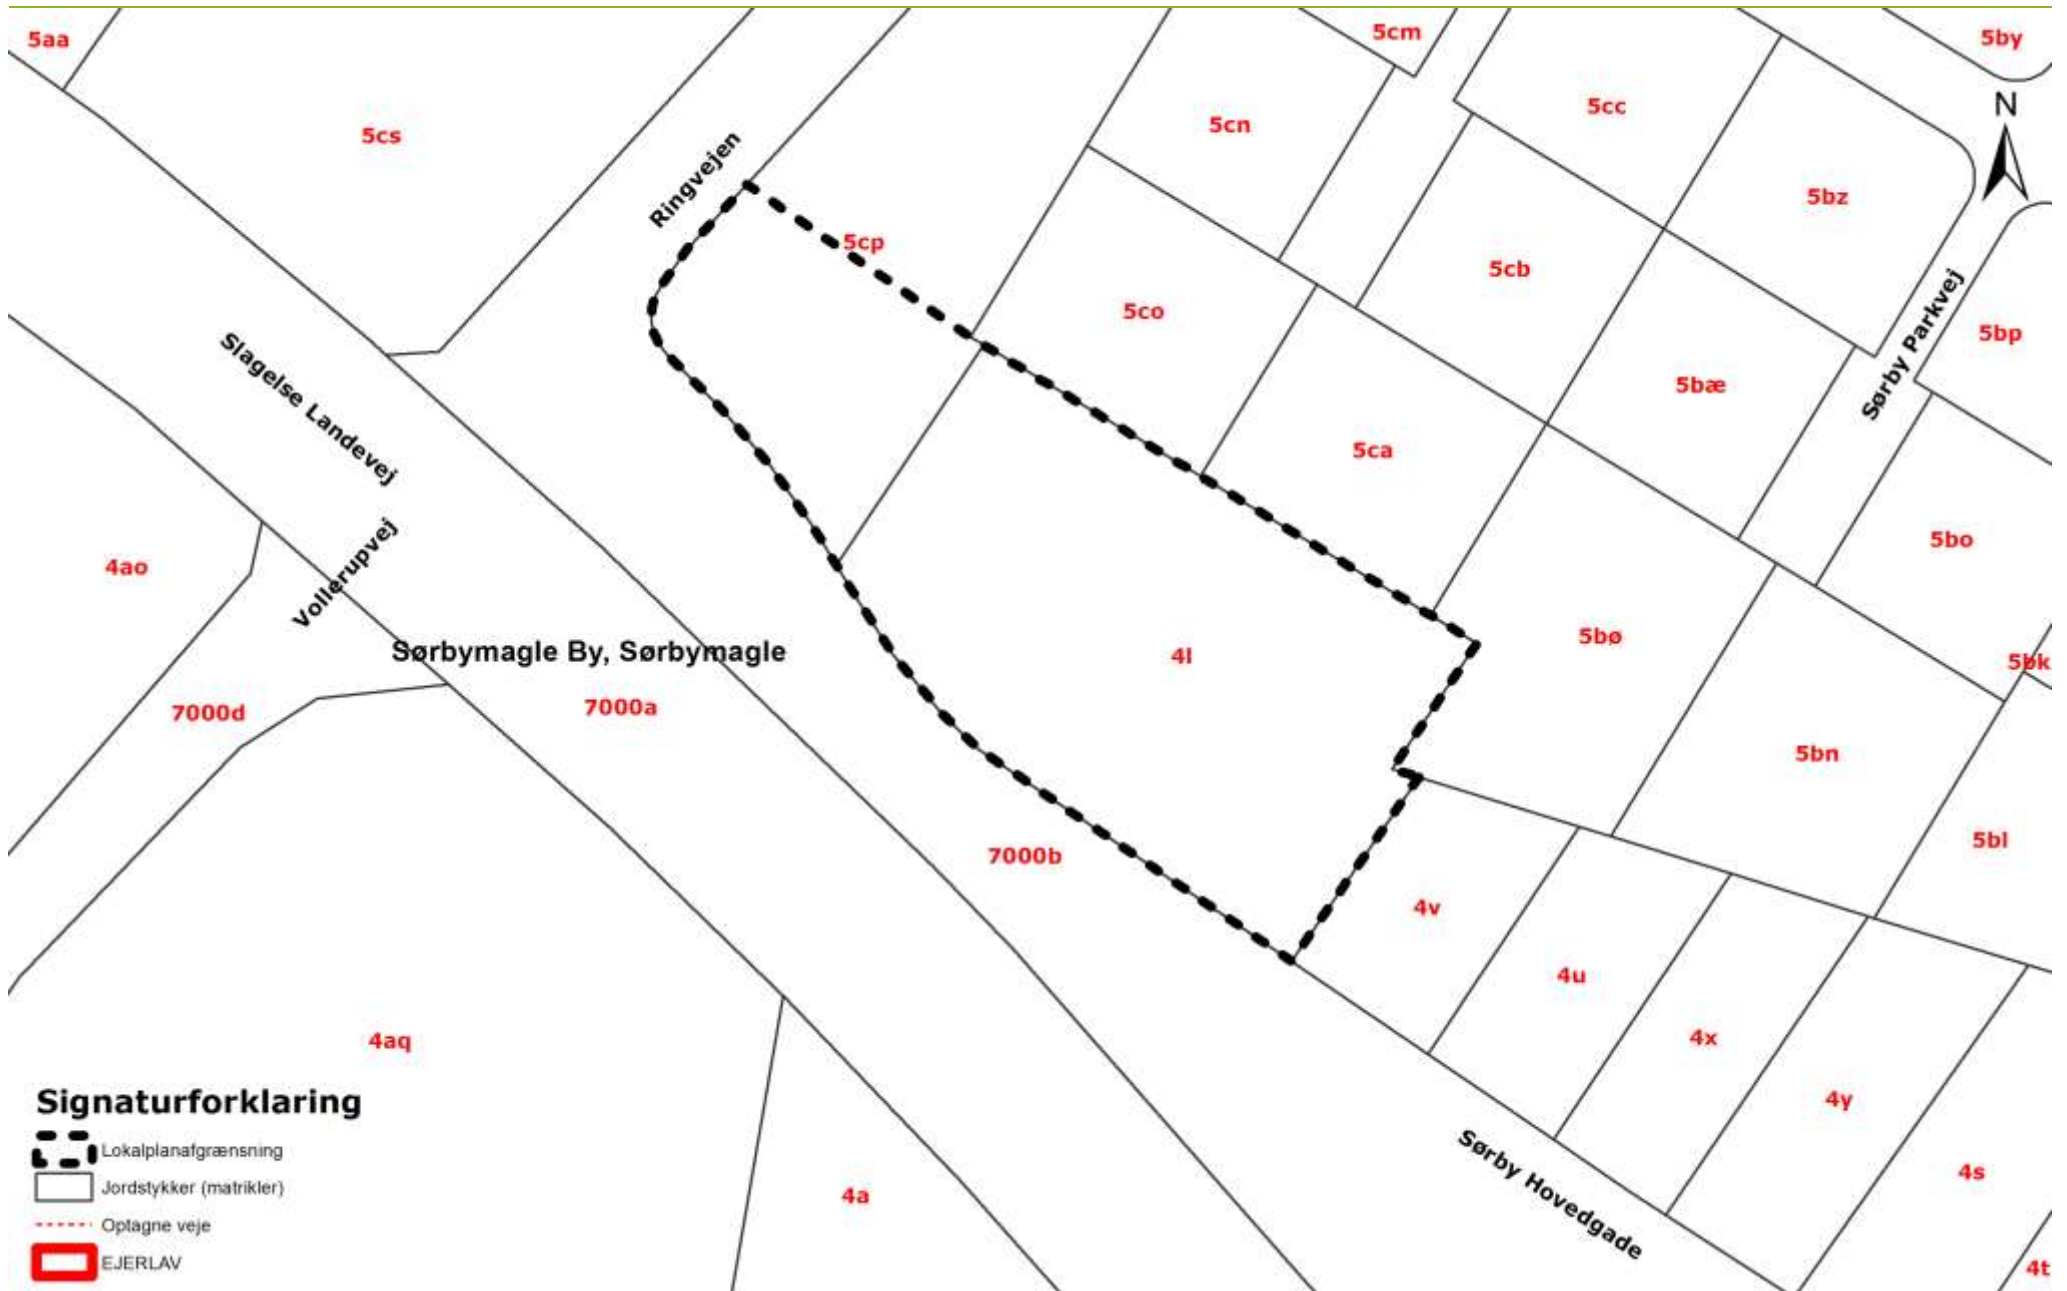 5aa
5cm
5by
N
5cs
5cn
5cc
5bz
Ringvejen
5cp
5cb
5co
Sørby Parkvej
5bp
Slagelse Landevej
5bæ
5ca
5bo
4ao
Vollerupvej
5bø
Sørbymagle By, Sørbymagle
4l
5bk
7000d
7000a
5bn
5bl
7000b
4v
4u
4x
4aq
4y
Sørby Hovedgade
4s
4a
4t
Signaturforklaring
Lokalplanafgrænsning
Jordstykker (matrikler)
Optagne veje
EJERLAV